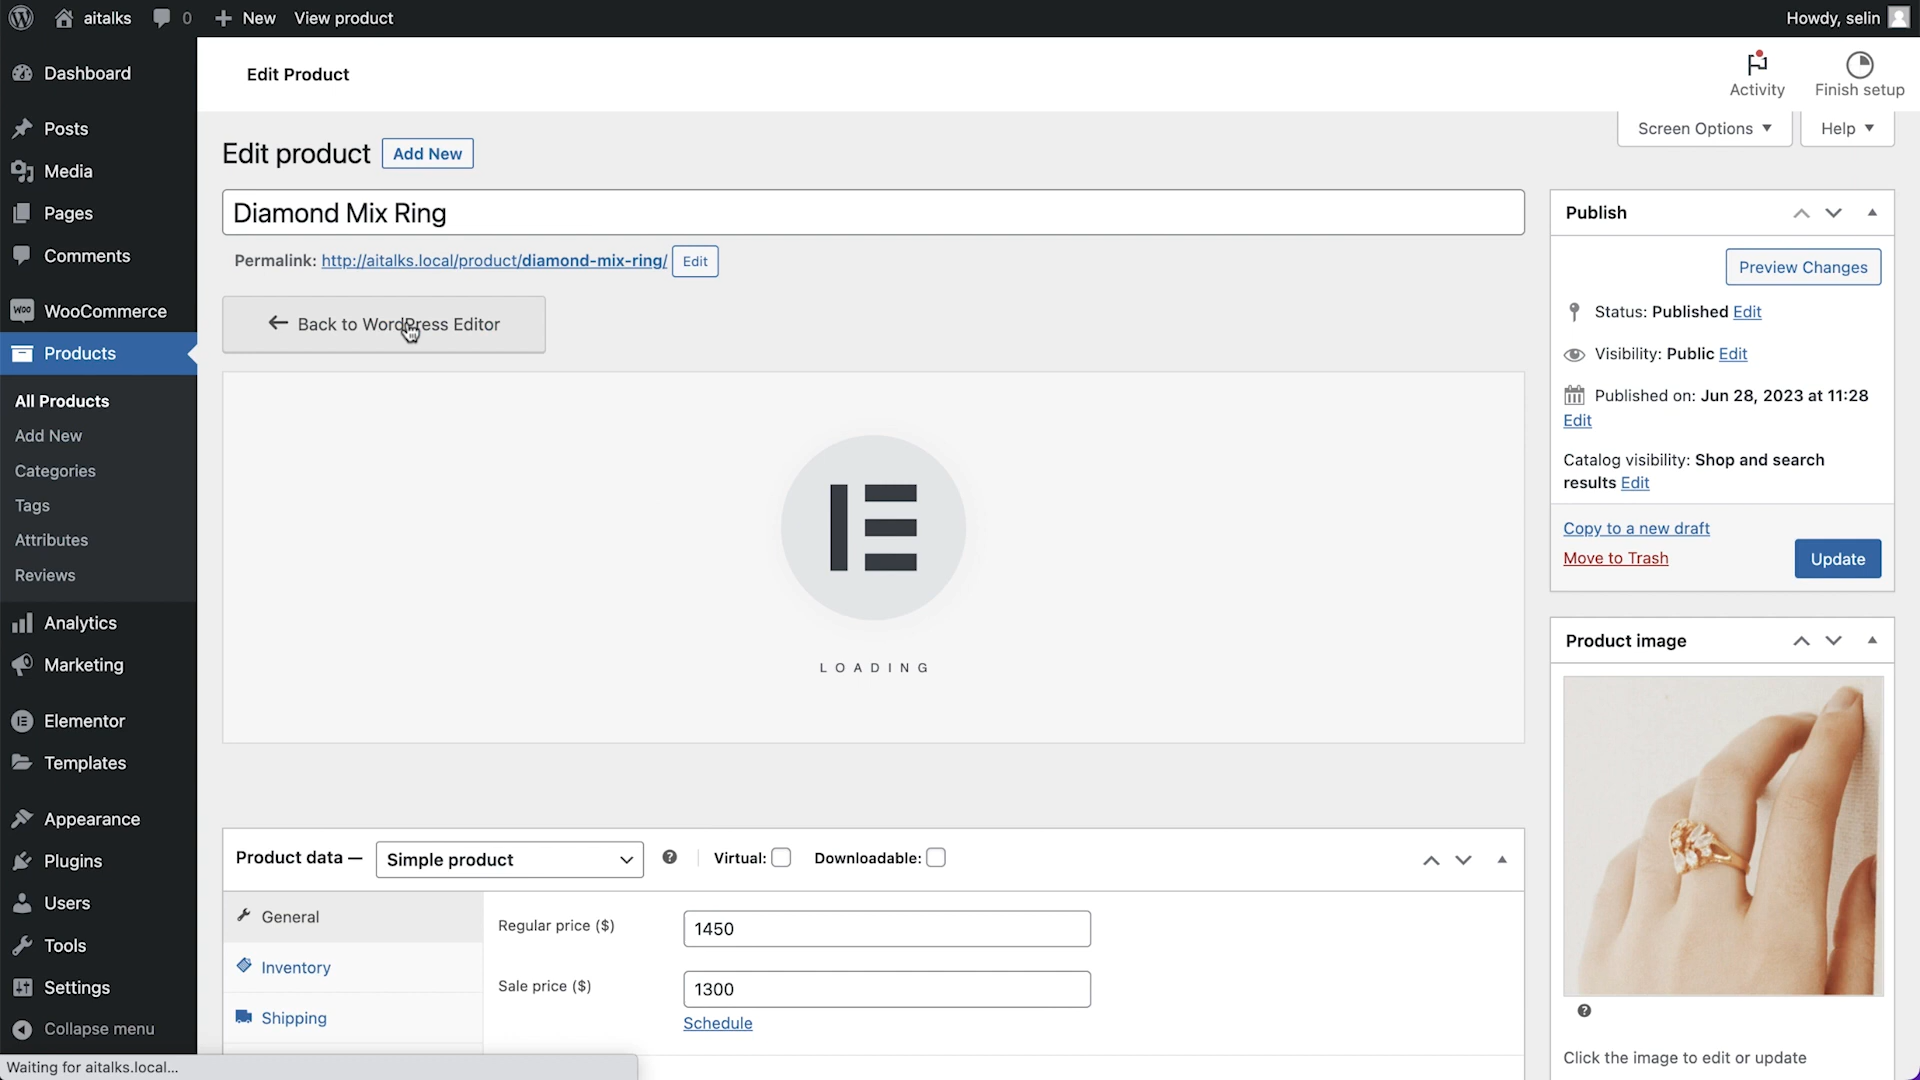 aitalks 0 New View product Howdy, selin
Dashboard
Posts
Media
Pages
Comments
WooCommerce
Products
All Products
Add New
Categories
Tags
Attributes
Reviews
Analytics
Marketing
Elementor
Templates
Appearance
Plugins
Users
Tools
Settings
Collapse menu
Waiting for aitalks.local...
Edit Product
Activity
Finish setup
Screen Options
Help
Edit product Add New
Diamond Mix Ring
Permalink: http://aitalks.local/product/diamond-mix-ring/ Edit
Back to WordPress Editor
LOADING
Product data — Simple product Virtual: Downloadable:
General
Inventory
Shipping
Regular price ($) 1450
Sale price ($) 1300
Schedule
Publish
Preview Changes
Status: Published Edit
Visibility: Public Edit
Published on: Jun 28, 2023 at 11:28
Edit
Catalog visibility: Shop and search
results Edit
Copy to a new draft
Move to Trash
Update
Product image
Click the image to edit or update